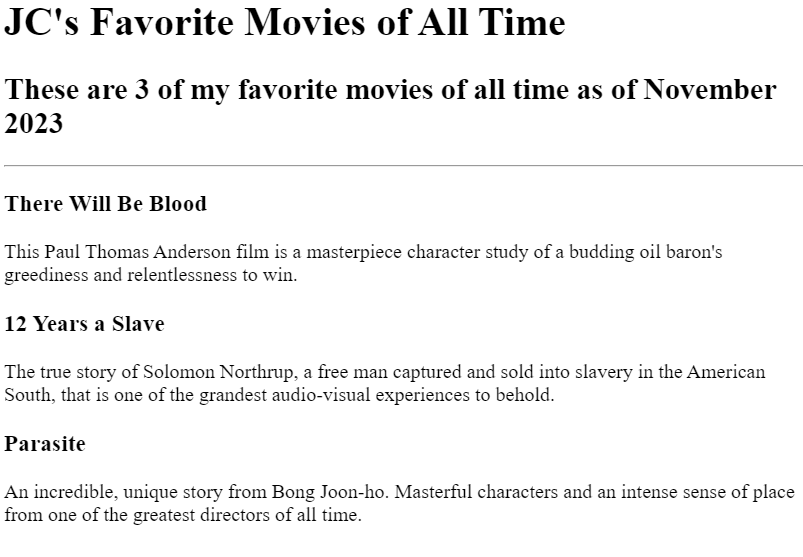 JC's Favorite Movies of All Time
These are 3 of my favorite movies of all time as of November
2023
There Will Be Blood
This Paul Thomas Anderson film is a masterpiece character study of a budding oil baron's
greediness and relentlessness to win.
12 Years a Slave
The true story of Solomon Northrup, a free man captured and sold into slavery in the American
South, that is one of the grandest audio-visual experiences to behold.
Parasite
An incredible, unique story from Bong Joon-ho. Masterful characters and an intense sense of place
from one of the greatest directors of all time.